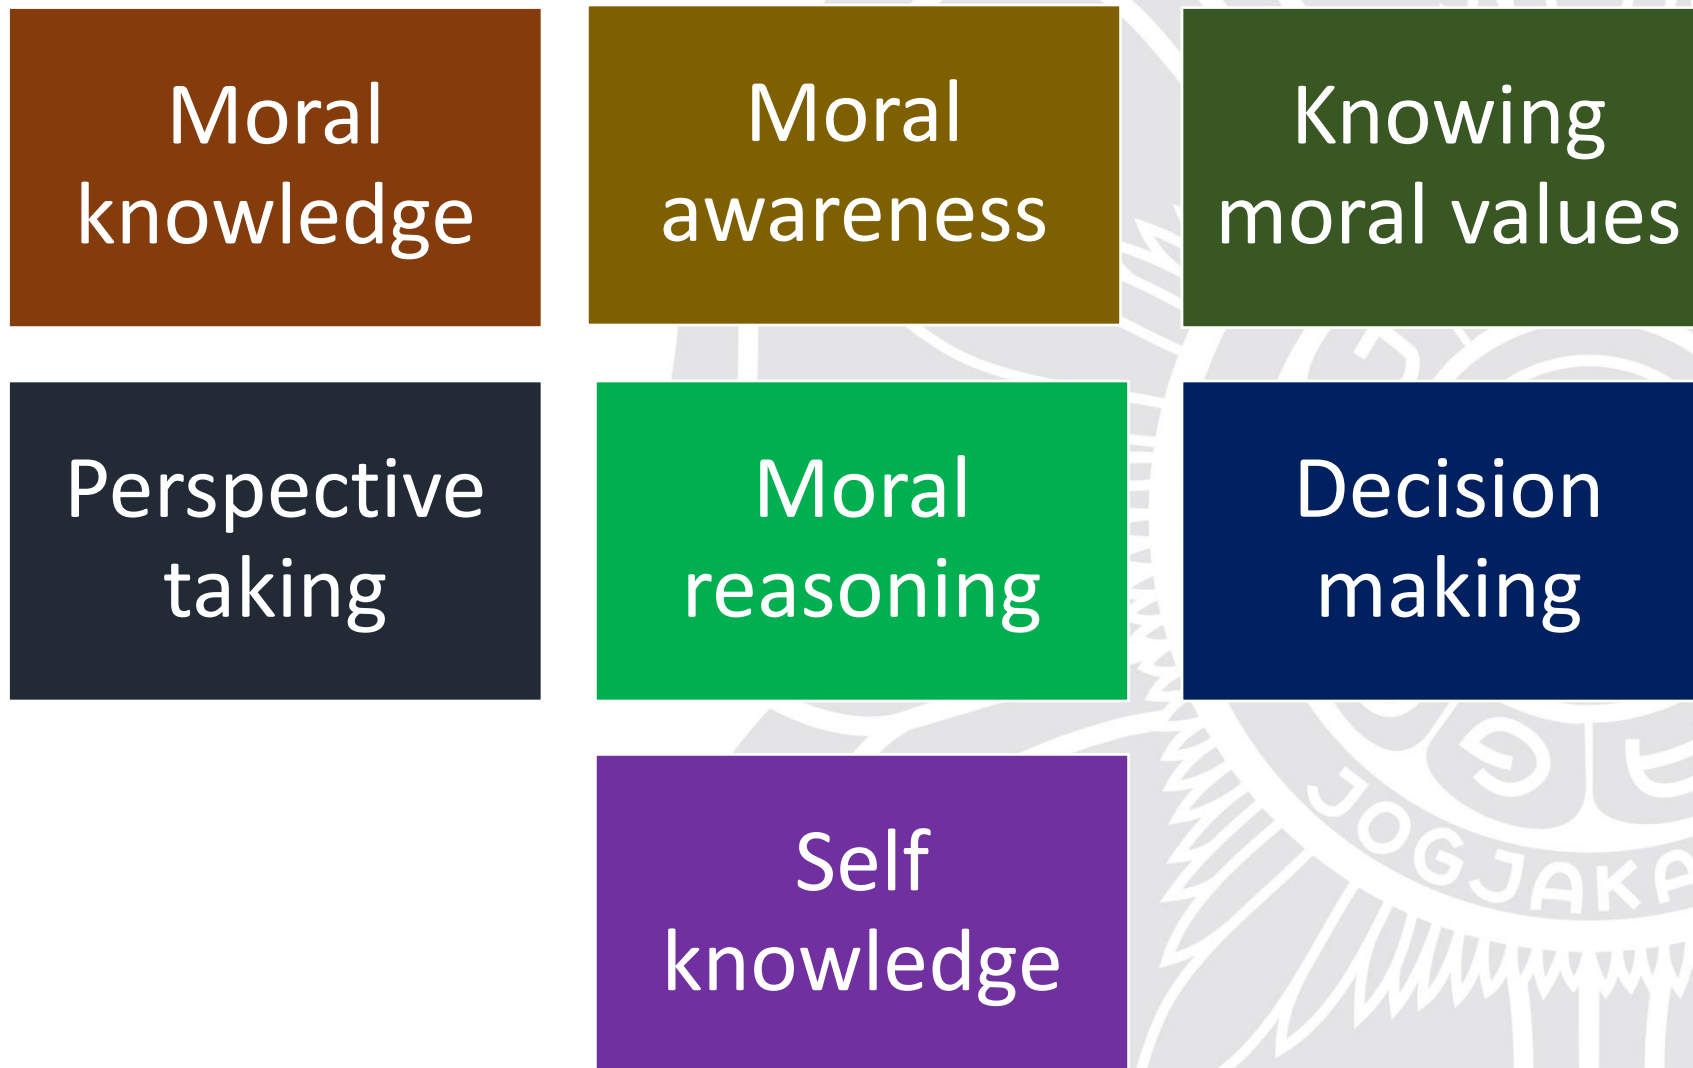 Moral
knowledge
Moral
awareness
Knowing
moral values
Perspective
taking
Moral
reasoning
Decision
making
Self
knowledge
JOGJAKA